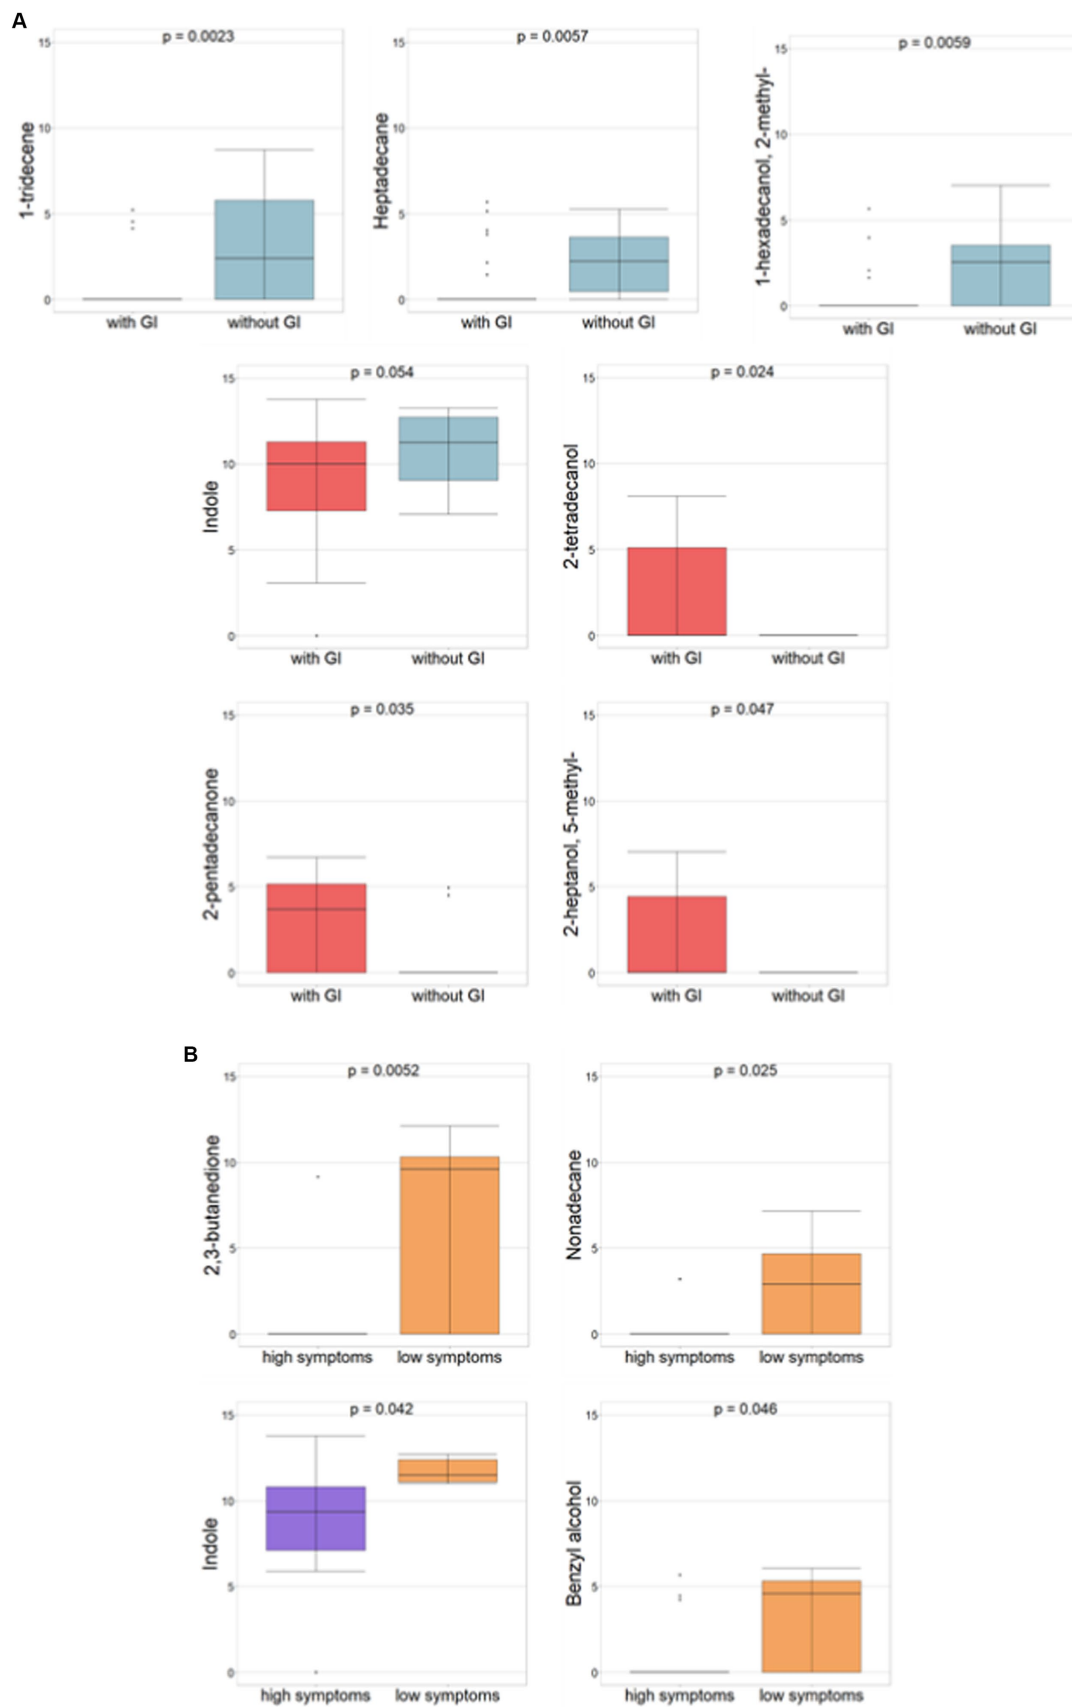 A
p = 0.0023
15
10
5
0
1-tridecene
with GI without GI
p = 0.0057
15
10
5
0
Heptadecane
with GI without GI
p = 0.0059
15
10
5
0
1-hexadecanol, 2-methyl-
with GI without GI
p = 0.054
15
10
5
0
Indole
with GI without GI
p = 0.024
15
10
5
0
2-tetradecanol
with GI without GI
p = 0.035
15
10
5
0
2-pentadecanone
with GI without GI
p = 0.047
15
10
5
0
2-heptanol, 5-methyl-
with GI without GI
B
p = 0.0052
15
10
5
0
2,3-butanedione
high symptoms low symptoms
p = 0.025
15
10
5
0
Nonadecane
high symptoms low symptoms
p = 0.042
15
10
5
0
Indole
high symptoms low symptoms
p = 0.046
15
10
5
0
Benzyl alcohol
high symptoms low symptoms